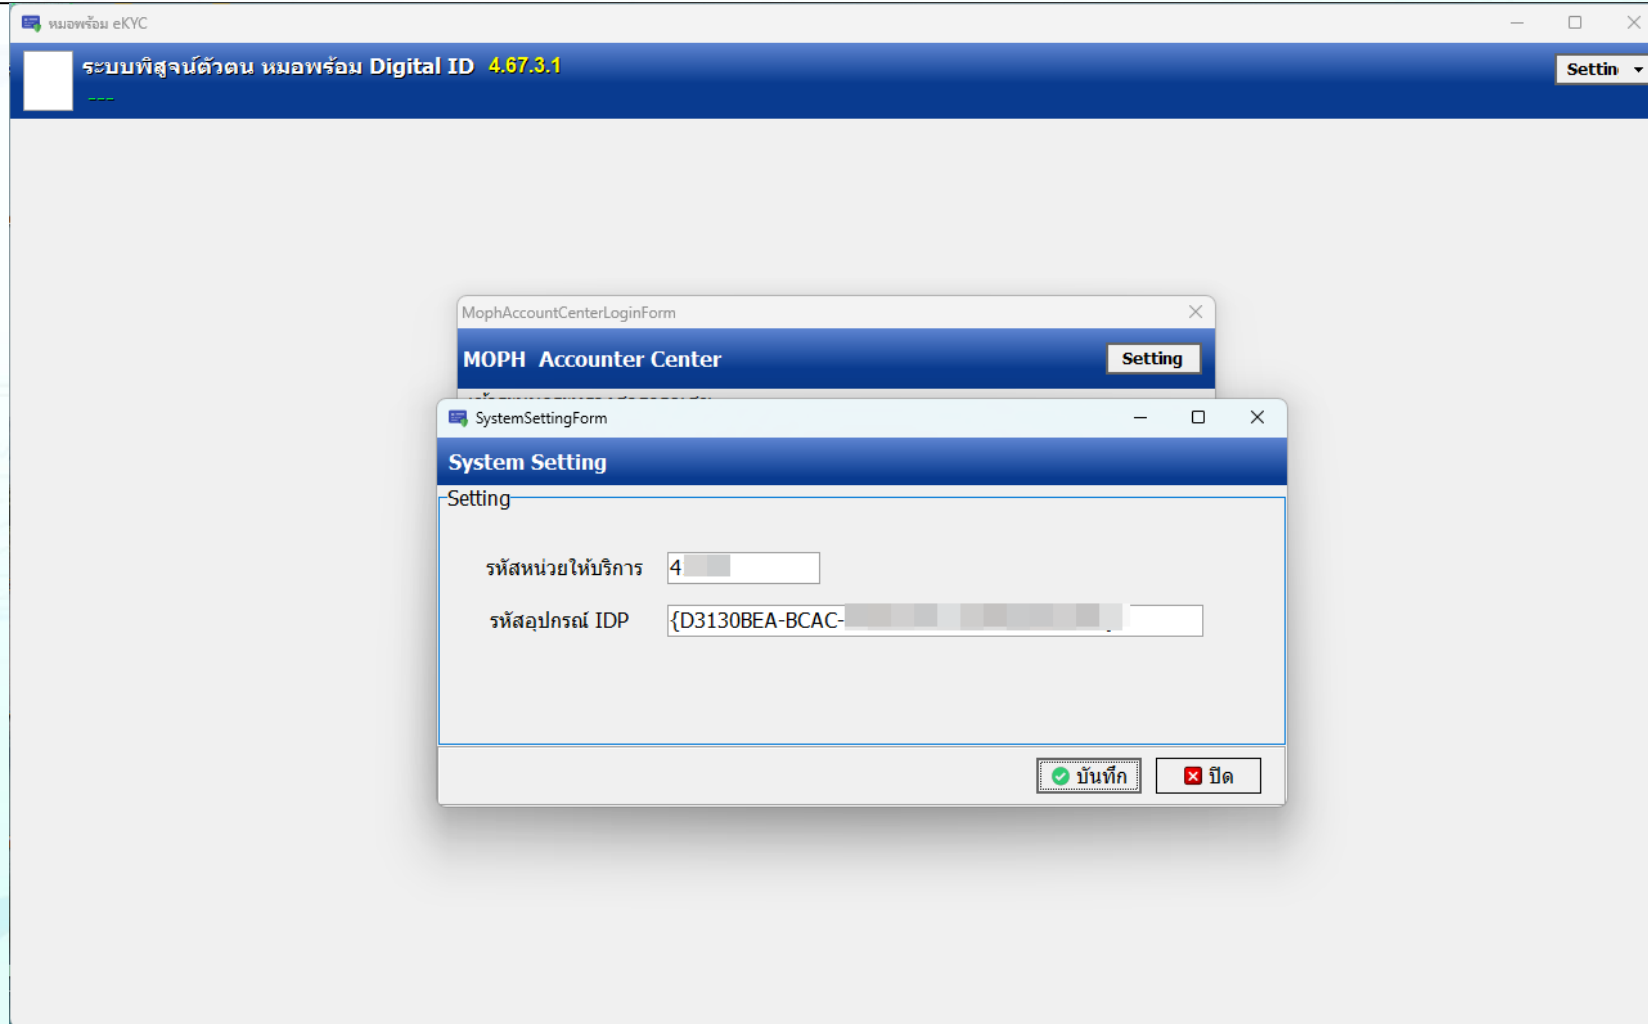 หมอพร้อม eKYC
ระบบพิสูจน์ตัวตน หมอพร้อม Digital ID 4.67.3.1
Settin
---
MophAccountCenterLoginForm
MOPH Accounter Center
Setting
SystemSettingForm
System Setting
Setting
รหัสหน่วยให้บริการ 4
รหัสอุปกรณ์ IDP {D3130BEA-BCAC-
บันทึก
ปิด